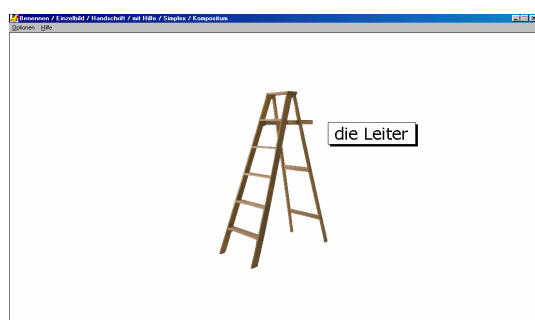 Benennen / Einzelbild / Handschrift / mit Hilfe / Simplex / Kompositum
Optionen Hilfe
die Leiter